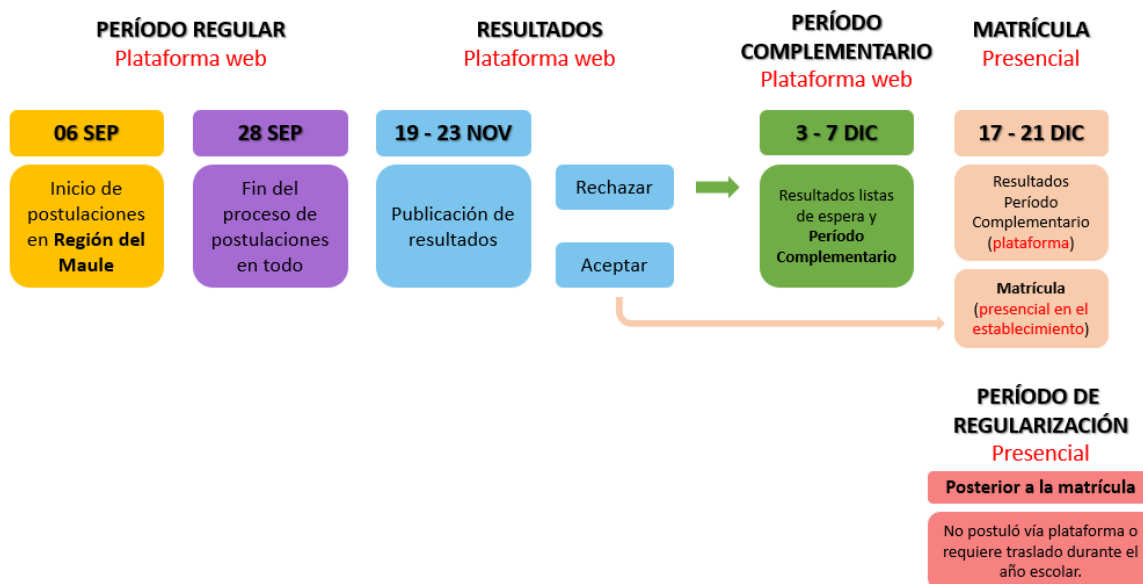 PERÍODO REGULAR
Plataforma web
06 SEP
Inicio de
postulaciones
en Región del
Maule
28 SEP
Fin del
proceso de
postulaciones
en todo
RESULTADOS
Plataforma web
19 - 23 NOV
Publicación de
resultados
Rechazar
Aceptar
PERÍODO
COMPLEMENTARIO
Plataforma web
3 - 7 DIC
Resultados listas
de espera y
Período
Complementario
MATRÍCULA
Presencial
17 - 21 DIC
Resultados
Período
Complementario
(plataforma)
Matrícula
(presencial en el
establecimiento)
PERÍODO DE
REGULARIZACIÓN
Presencial
Posterior a la matrícula
No postuló vía plataforma o
requiere traslado durante el
año escolar.